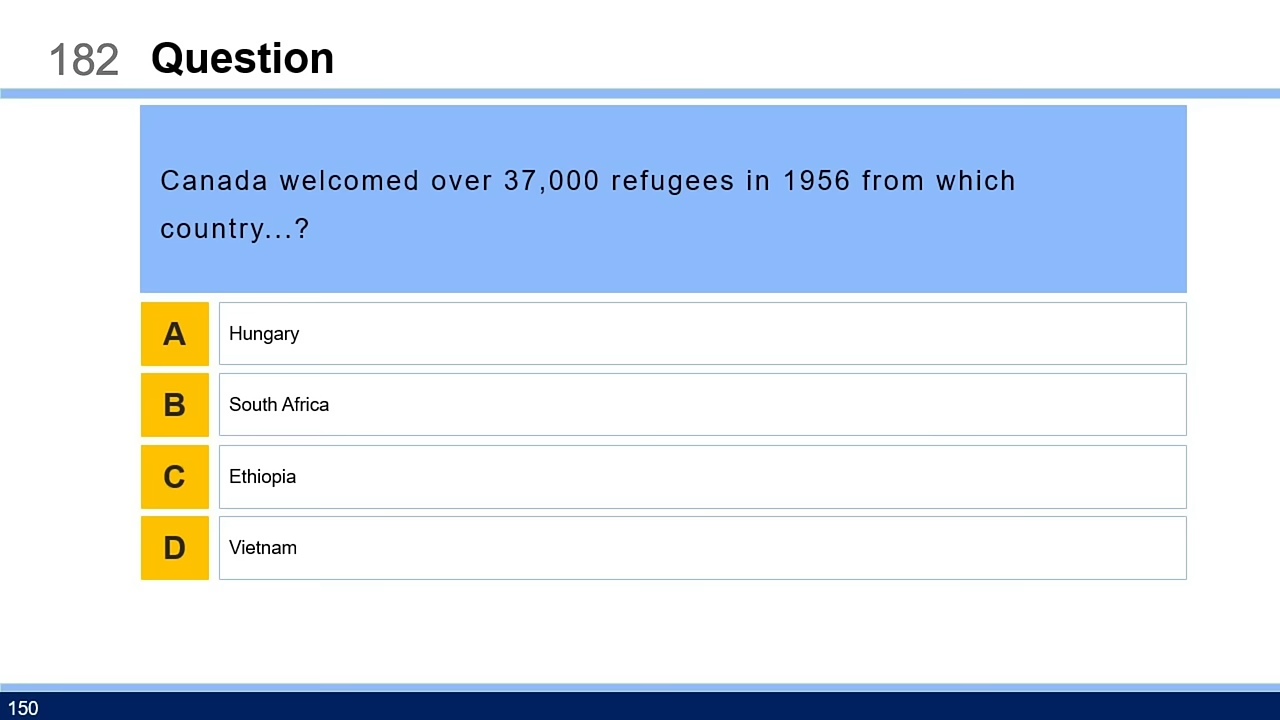 182 Question
Canada welcomed over 37,000 refugees in 1956 from which
country...?
A Hungary
B South Africa
C Ethiopia
D Vietnam
150